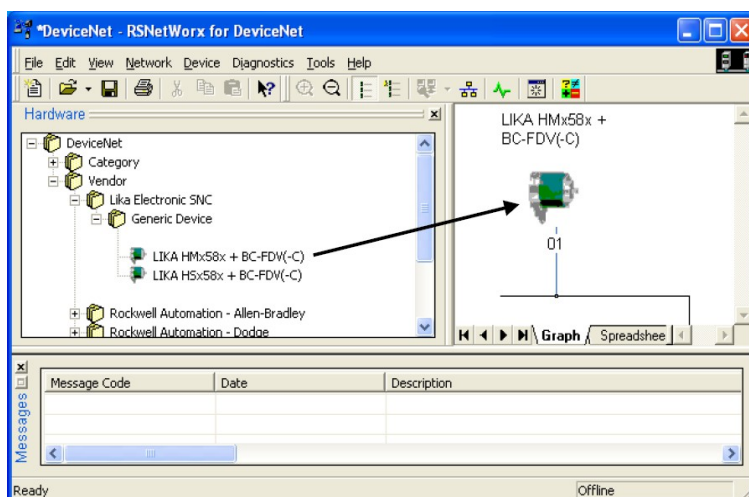 *DeviceNet - RSNetWorx for DeviceNet
File Edit View Network Device Diagnostics Tools Help
Hardware
DeviceNet
Category
Vendor
Lika Electronic SNC
Generic Device
LIKA HMx58x + BC-FDV(-C)
LIKA HSx58x + BC-FDV(-C)
Rockwell Automation - Allen-Bradley
Rockwell Automation - Dodge
LIKA HMx58x +
BC-FDV(-C)
01
Graph Spreadshee
Messages
Message Code Date Description
Ready Offline